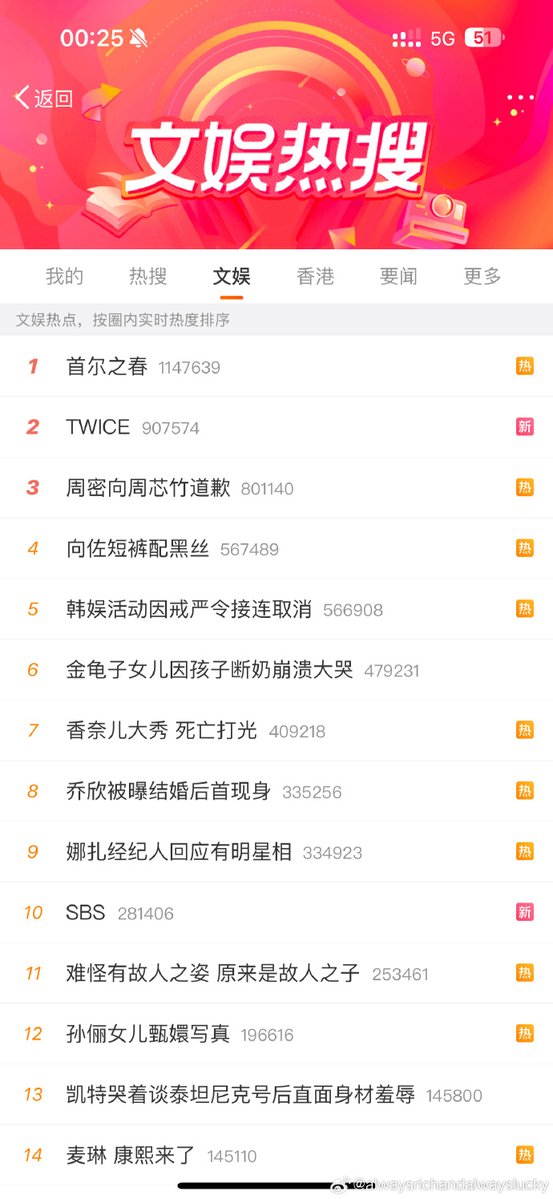 00:25 5G 51
返回
文娱热搜
我的 热搜 文娱 香港 要闻 更多
文娱热点，按圈内实时热度排序
1 首尔之春 1147639 热
2 TWICE 907574 新
3 周密向周芯竹道歉 801140 热
4 向佐短裤配黑丝 567489 热
5 韩娱活动因戒严令接连取消 566908 热
6 金龟子女儿因孩子断奶崩溃大哭 479231
7 香奈儿大秀 死亡打光 409218 热
8 乔欣被曝结婚后首现身 335256 热
9 娜扎经纪人回应有明星相 334923 热
10 SBS 281406 新
11 难怪有故人之姿 原来是故人之子 253461 热
12 孙俪女儿甄嬛写真 196616 热
13 凯特哭着谈泰坦尼克号后直面身材羞辱 145800
14 麦琳 康熙来了 145110 热
@alwaysrichandalwayslucky